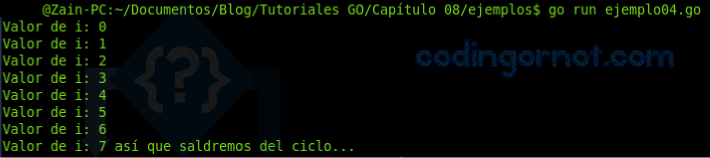 @Zain-PC:~/Documentos/Blog/Tutoriales GO/Capítulo 08/ejemplos$ go run ejemplo04.go
Valor de i: 0
Valor de i: 1
Valor de i: 2
codingornot.com
Valor de i: 3
{?}
Valor de i: 4
Valor de i: 5
Valor de i: 6
Valor de i: 7 así que saldremos del ciclo...